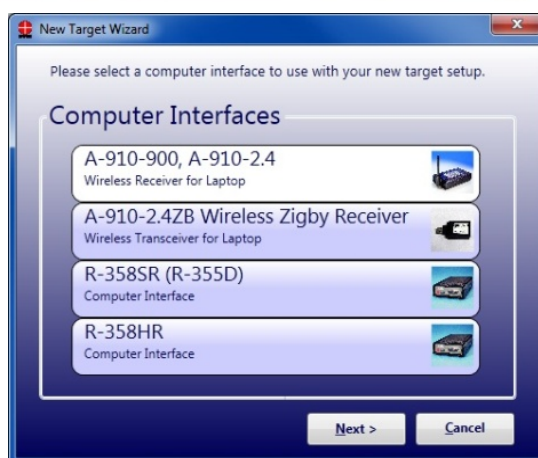 New Target Wizard
Please select a computer interface to use with your new target setup.
Computer Interfaces
A-910-900, A-910-2.4
Wireless Receiver for Laptop
A-910-2.4ZB Wireless Zigby Receiver
Wireless Transceiver for Laptop
R-358SR (R-355D)
Computer Interface
R-358HR
Computer Interface
Next > Cancel